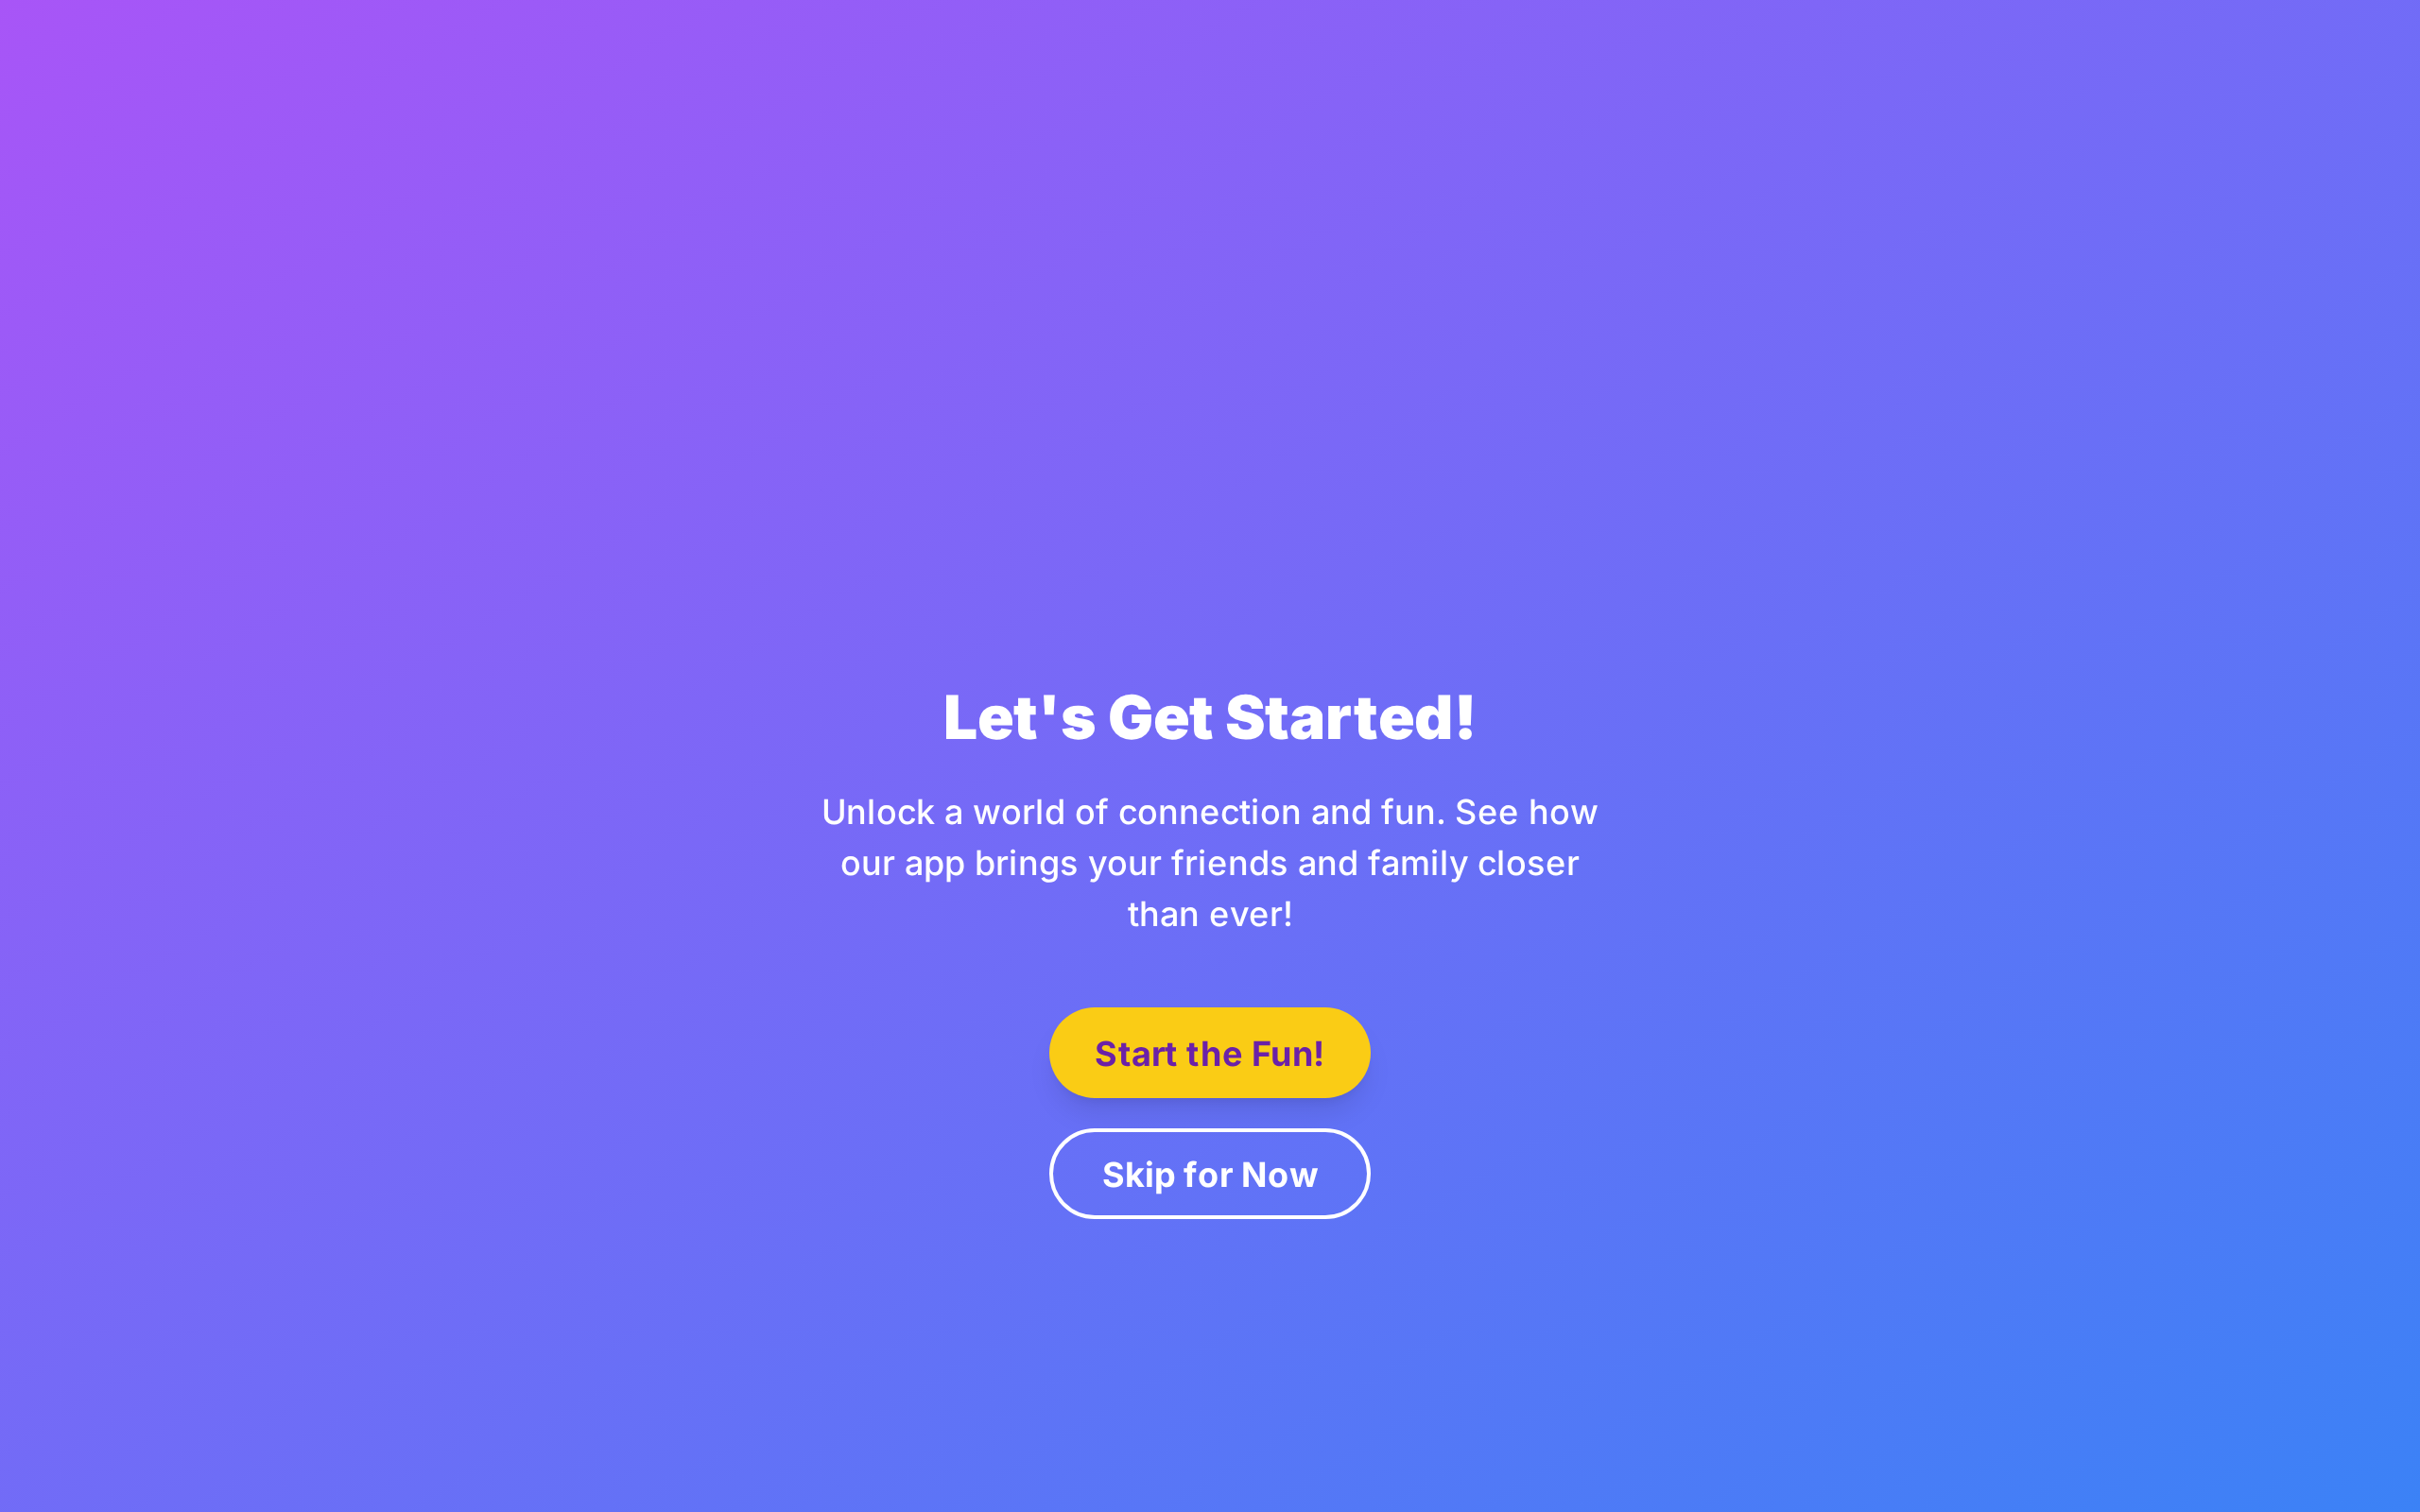 Let's Get Started!
Unlock a world of connection and fun. See how
our app brings your friends and family closer
than ever!
Start the Fun!
Skip for Now